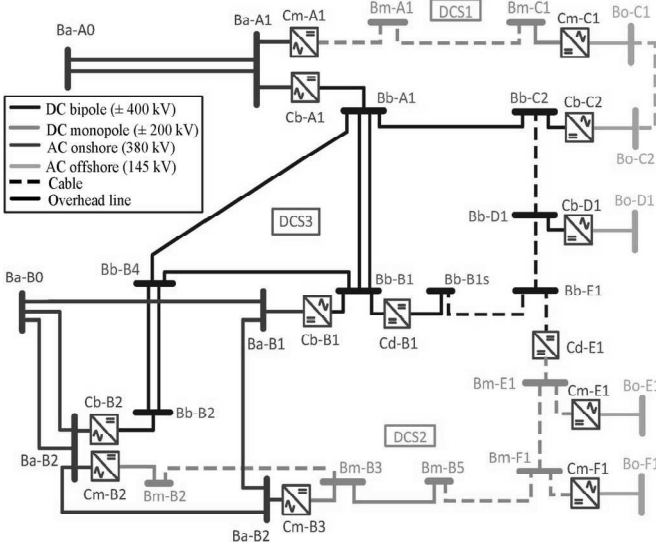 Bm-A1
DCS1
Bm-C1
Bo-C1
Ba-A1
Cm-A1
Cm-C1
Ba-A0
Cb-A1
Bb-A1
Bb-C2
Cb-C2
Bo-C2
DC bipole (± 400 kV)
DC monopole (± 200 kV)
AC onshore (380 kV)
AC offshore (145 kV)
Cable
Overhead line
DCS3
Bb-D1
Cb-D1
Bo-D1
Ba-B0
Bb-B4
Bb-B1
Bb-B1s
Bb-E1
Ba-B1
Cb-B1
Cd-B1
Cd-E1
Cb-B2
Bb-B2
Bm-E1
Cm-E1
Bo-E1
Ba-B2
Cm-B2
Bm-B2
DCS2
Bm-B3
Bm-B5
Bm-F1
Cm-F1
Bo-F1
Ba-B2
Cm-B3